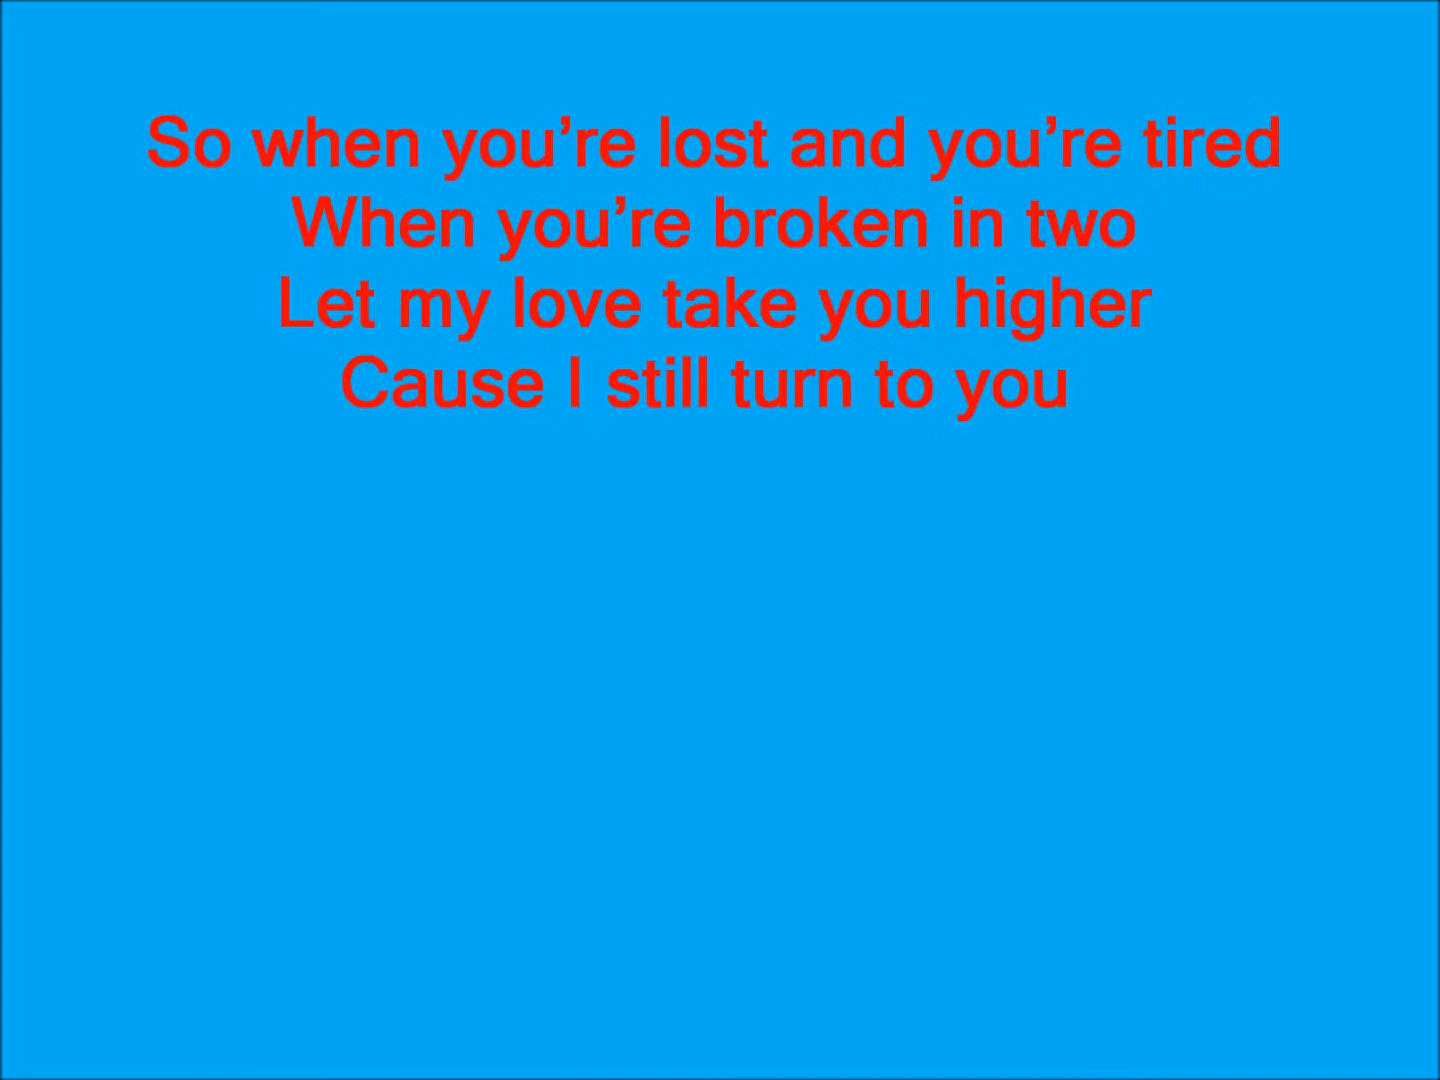 So when you’re lost and you’re tired
When you’re broken in two
Let my love take you higher
Cause I still turn to you